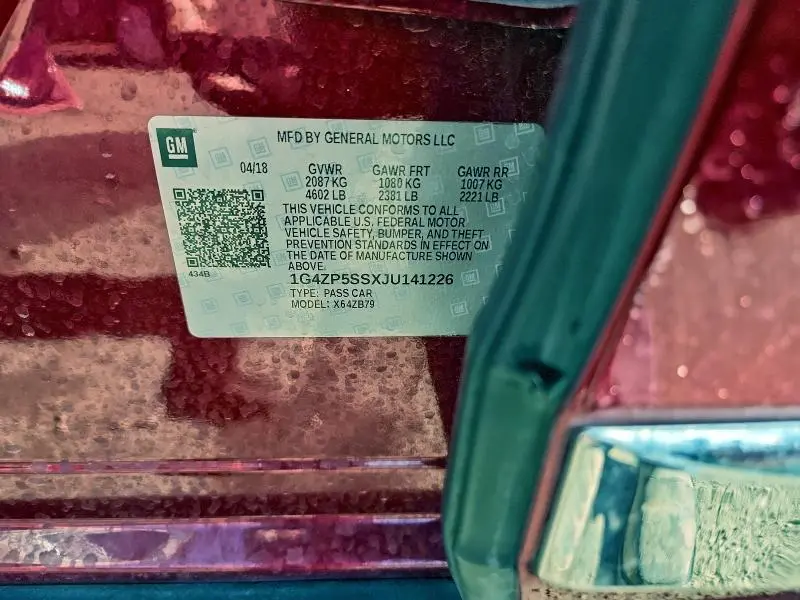 GM
MFD BY GENERAL MOTORS LLC
04/18 GVWR GAWR FRT GAWR RR
2087 KG 1080 KG 1007 KG
4602 LB 2381 LB 2221 LB
THIS VEHICLE CONFORMS TO ALL
APPLICABLE U.S. FEDERAL MOTOR
VEHICLE SAFETY, BUMPER, AND THEFT
PREVENTION STANDARDS IN EFFECT ON
THE DATE OF MANUFACTURE SHOWN
ABOVE.
434B
1G4ZP5SSXJU141226
TYPE: PASS CAR
MODEL: X64ZB79